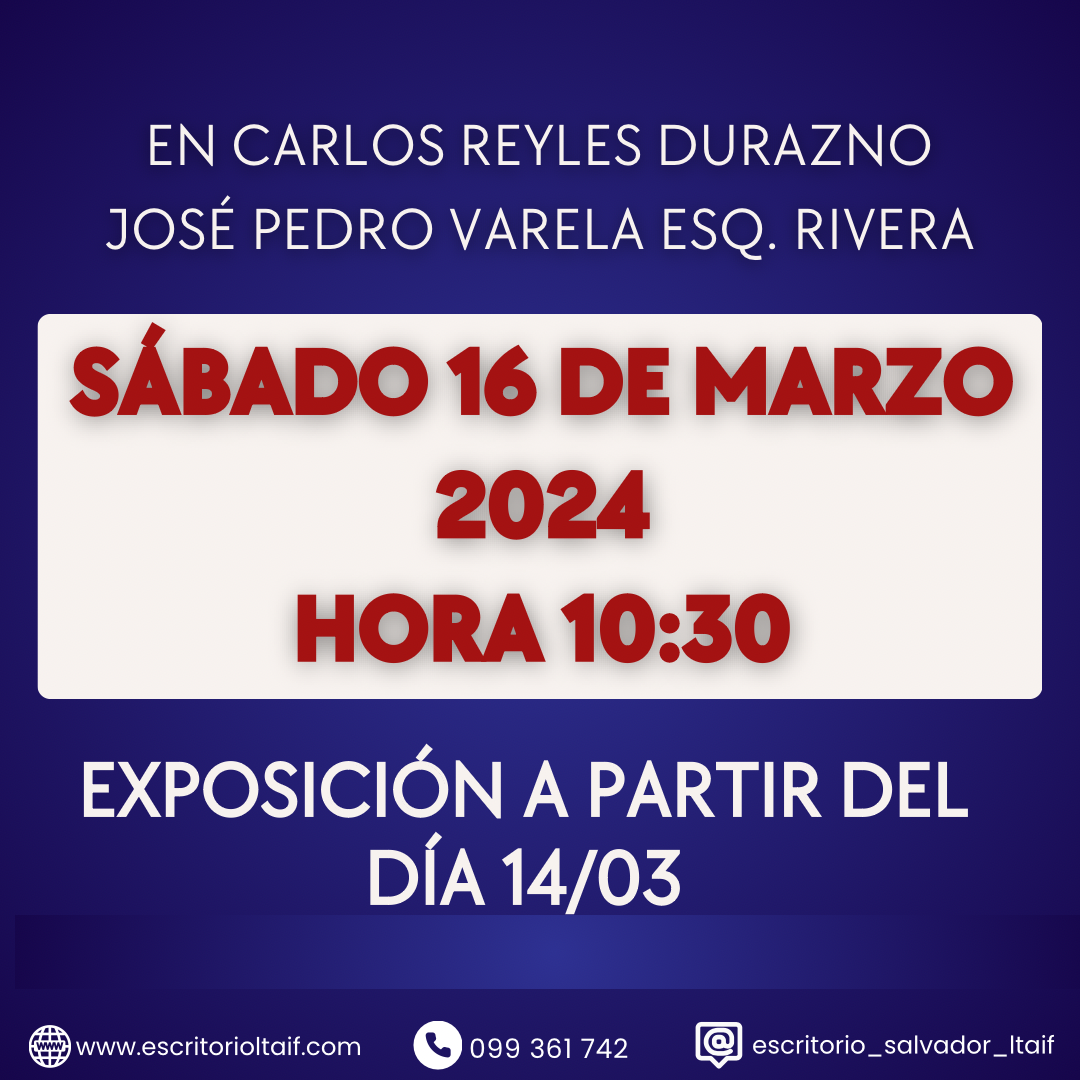 EN CARLOS REYLES DURAZNO
JOSÉ PEDRO VARELA ESQ. RIVERA
SÁBADO 16 DE MARZO
2024
HORA 10:30
EXPOSICIÓN A PARTIR DEL
DÍA 14/03
www www.escritorioltaif.com
099 361 742
@ escritorio_salvador_ltaif